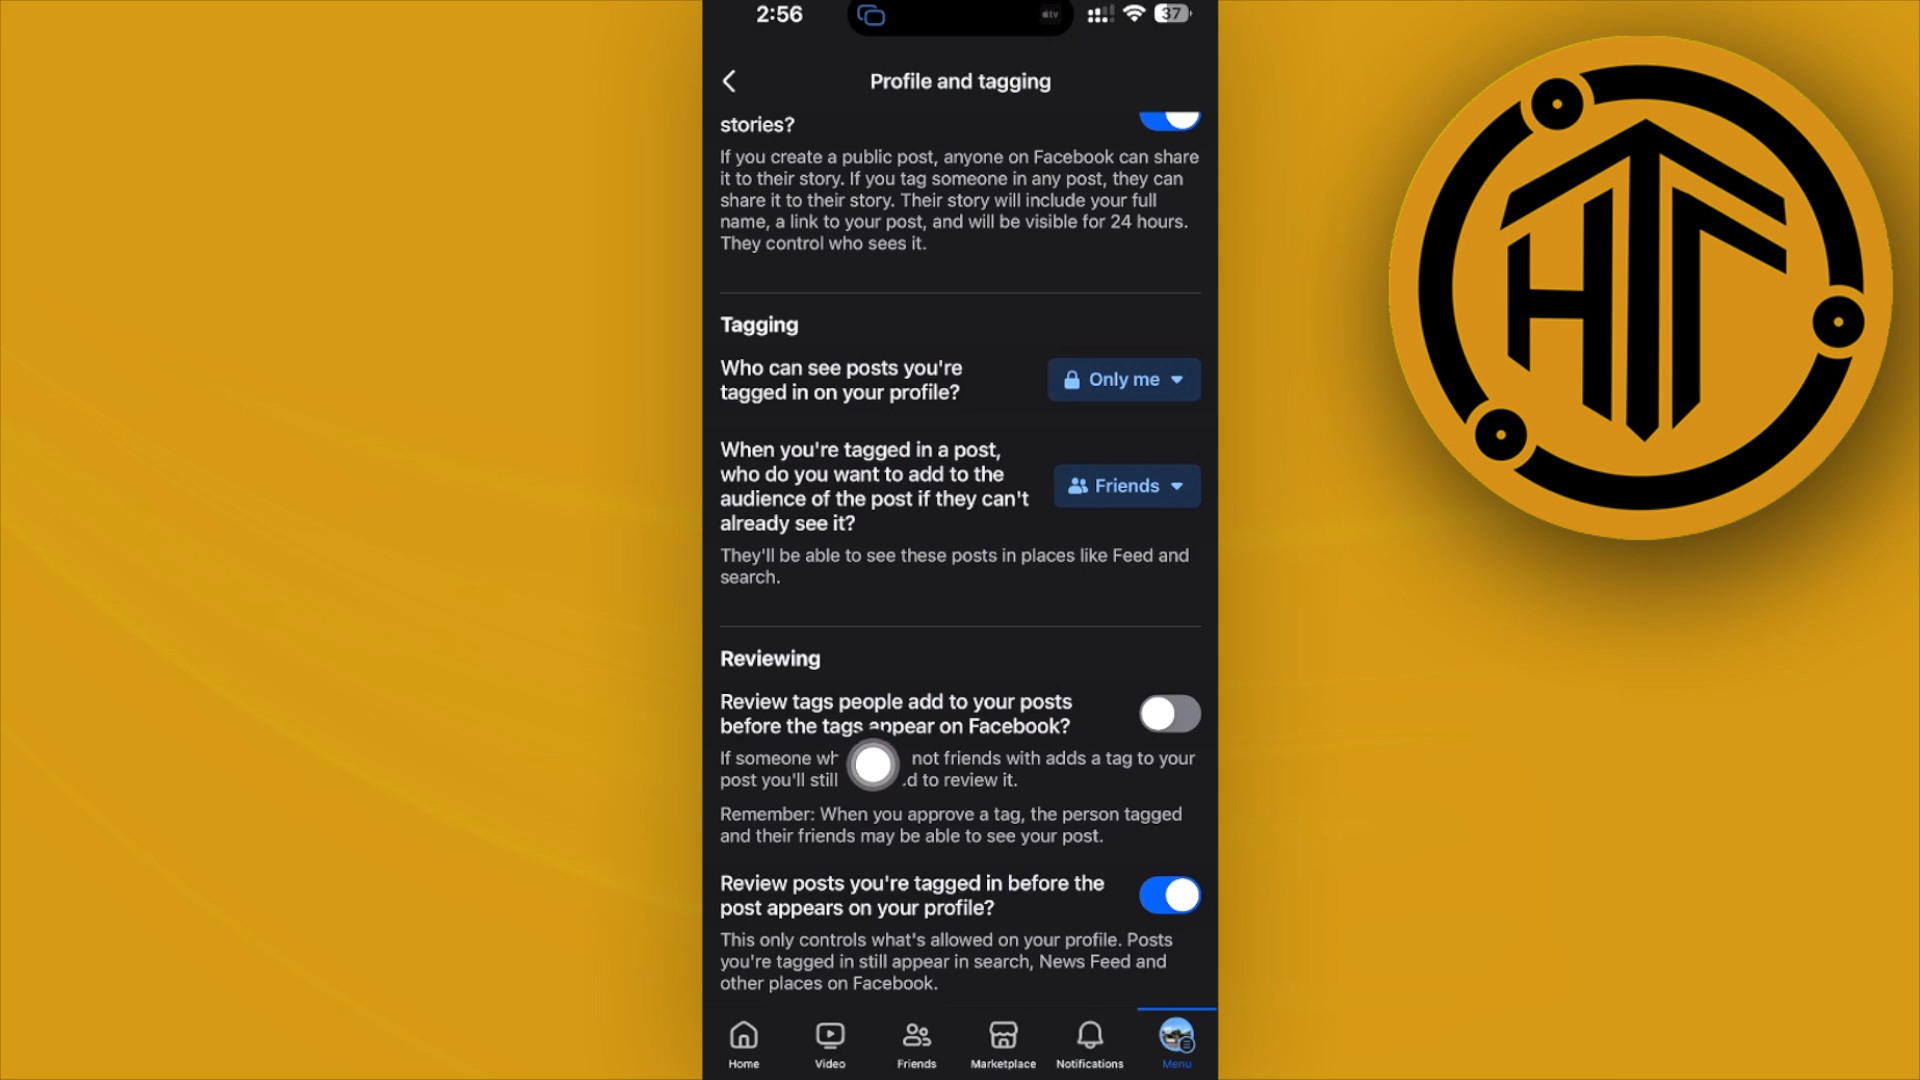 2:56
tv
37
Profile and tagging
stories?
If you create a public post, anyone on Facebook can share
it to their story. If you tag someone in any post, they can
share it to their story. Their story will include your full
name, a link to your post, and will be visible for 24 hours.
They control who sees it.
Tagging
Who can see posts you're
tagged in on your profile?
Only me
When you're tagged in a post,
who do you want to add to the
audience of the post if they can't
already see it?
Friends
They'll be able to see these posts in places like Feed and
search.
Reviewing
Review tags people add to your posts
before the tags appear on Facebook?
If someone not friends with adds a tag to your
post you'll still to review it.
Remember: When you approve a tag, the person tagged
and their friends may be able to see your post.
Review posts you're tagged in before the
post appears on your profile?
This only controls what's allowed on your profile. Posts
you're tagged in still appear in search, News Feed and
other places on Facebook.
Home
Video
Friends
Marketplace
Notifications
Menu
HT